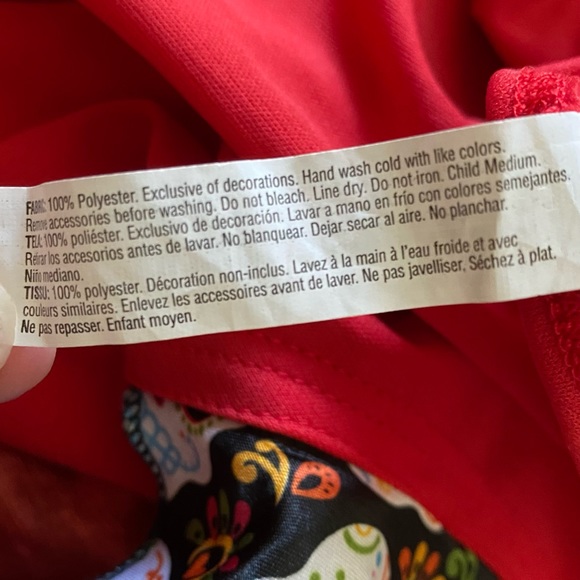 FABRIC: 100% Polyester. Exclusive of decorations. Hand wash cold with like colors.
Remove accessories before washing. Do not bleach. Line dry. Do not iron. Child Medium.
TELA: 100% poliéster. Exclusivo de decoración. Lavar a mano en frío con colores semejantes.
Retirar los accesorios antes de lavar. No blanquear. Dejar secar al aire. No planchar.
Niño mediano.
TISSU: 100% polyester. Décoration non-inclus. Lavez à la main à l'eau froide et avec
couleurs similaires. Enlevez les accessoires avant de laver. Ne pas javelliser. Séchez à plat.
Ne pas repasser. Enfant moyen.